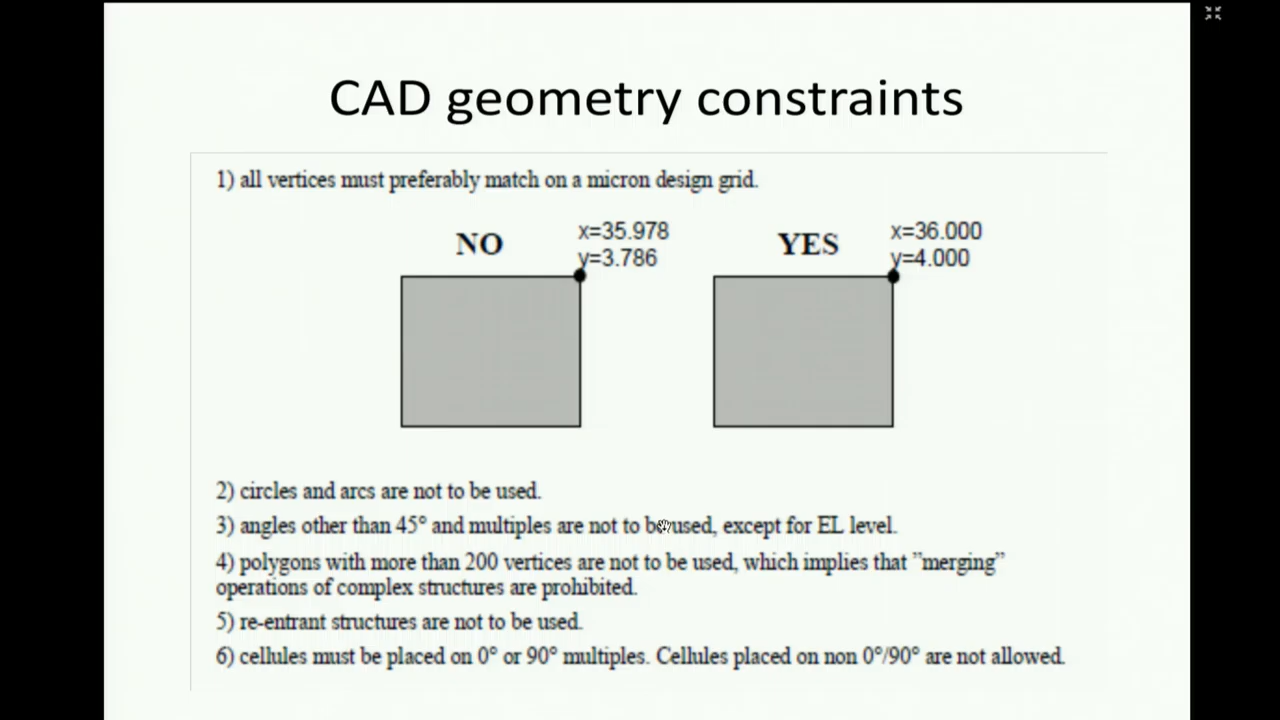 CAD geometry constraints
1) all vertices must preferably match on a micron design grid.
NO
x=35.978
y=3.786
YES
x=36.000
y=4.000
2) circles and arcs are not to be used.
3) angles other than 45° and multiples are not to be used, except for EL level.
4) polygons with more than 200 vertices are not to be used, which implies that ”merging”
operations of complex structures are prohibited.
5) re-entrant structures are not to be used.
6) cellules must be placed on 0° or 90° multiples. Cellules placed on non 0°/90° are not allowed.